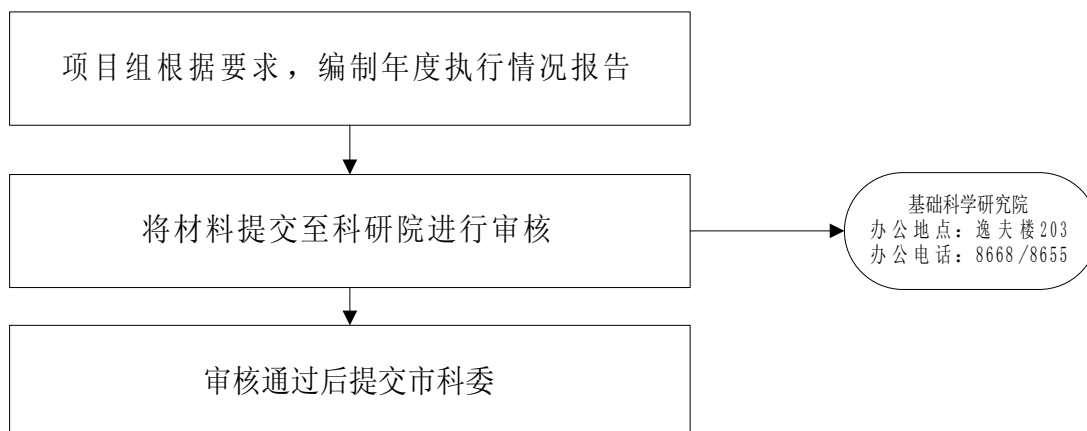 项目组根据要求，编制年度执行情况报告
将材料提交至科研院进行审核
基础科学研究院
办公地点：逸夫楼203
办公电话：8668/8655
审核通过后提交市科委